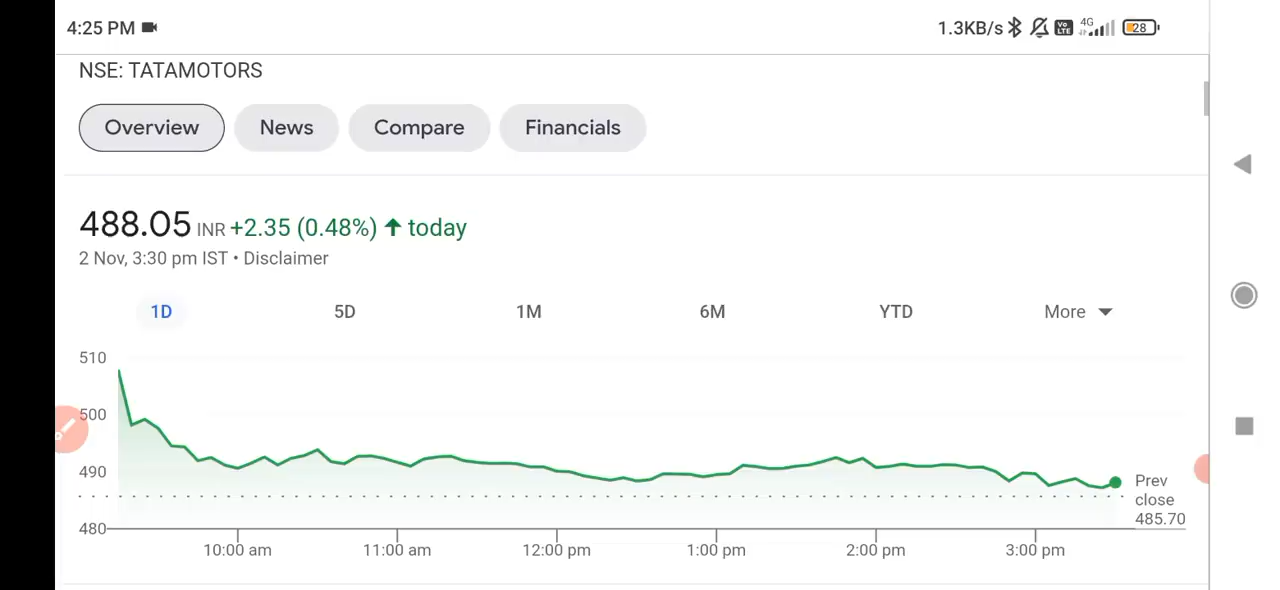 4:25 PM 1.3KB/s Vo LTE 4G 28
NSE: TATAMOTORS
Overview News Compare Financials
488.05 INR +2.35 (0.48%) today
2 Nov, 3:30 pm IST • Disclaimer
1D 5D 1M 6M YTD More
510
500
490
480
Prev
close
485.70
10:00 am 11:00 am 12:00 pm 1:00 pm 2:00 pm 3:00 pm